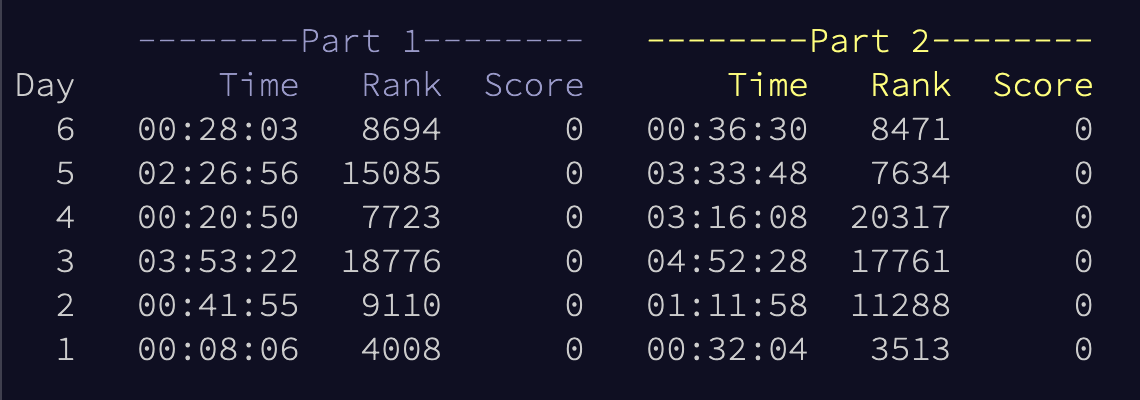 --------Part 1-------- --------Part 2--------
Day Time Rank Score Time Rank Score
6 00:28:03 8694 0 00:36:30 8471 0
5 02:26:56 15085 0 03:33:48 7634 0
4 00:20:50 7723 0 03:16:08 20317 0
3 03:53:22 18776 0 04:52:28 17761 0
2 00:41:55 9110 0 01:11:58 11288 0
1 00:08:06 4008 0 00:32:04 3513 0